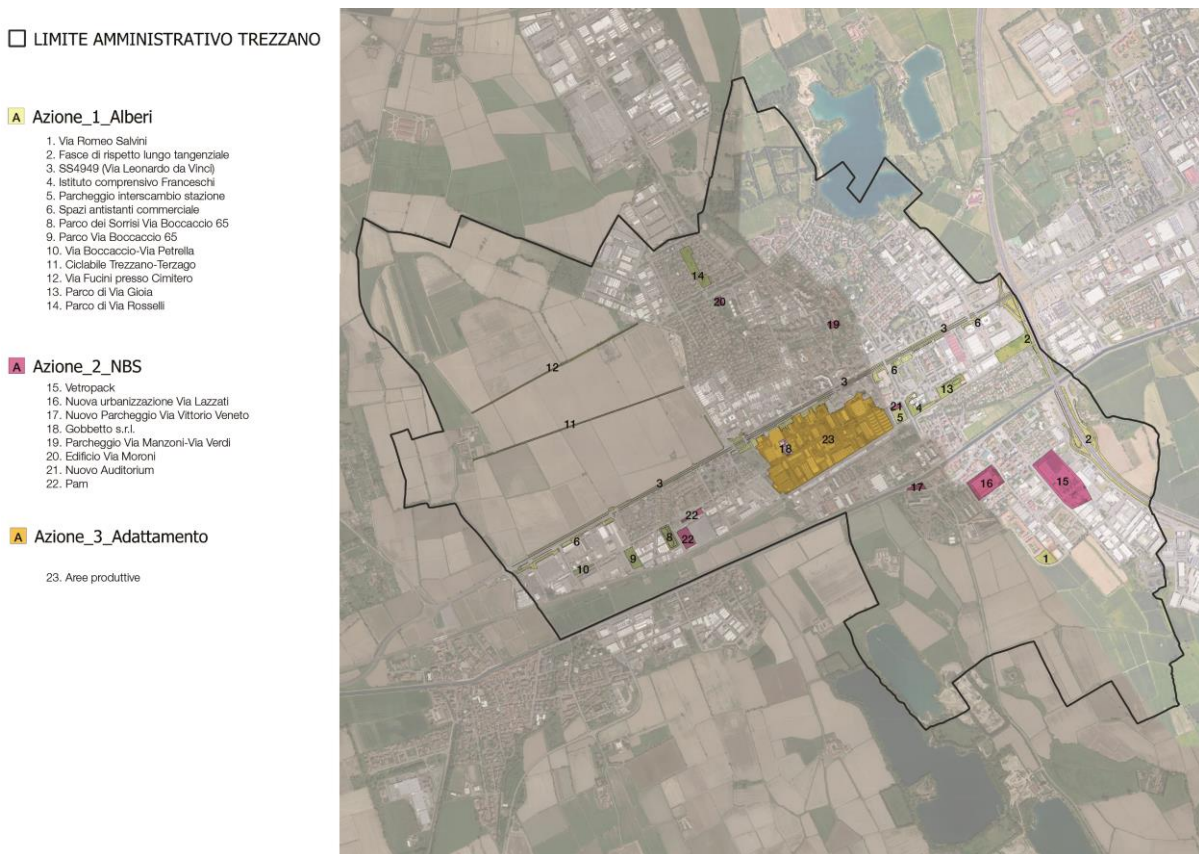 LIMITE AMMINISTRATIVO TREZZANO
A Azione_1_Alberi
1. Via Romeo Salvini
2. Fasce di rispetto lungo tangenziale
3. SS4949 (Via Leonardo da Vinci)
4. Istituto comprensivo Franceschi
5. Parcheggio interscambio stazione
6. Spazi antistanti commerciale
8. Parco dei Sorrisi Via Boccaccio 65
9. Parco Via Boccaccio 65
10. Via Boccaccio-Via Petrella
11. Ciclabile Trezzano-Terzago
12. Via Fucini presso Cimitero
13. Parco di Via Gioia
14. Parco di Via Rosselli
A Azione_2_NBS
15. Vetropack
16. Nuova urbanizzazione Via Lazzati
17. Nuovo Parcheggio Via Vittorio Veneto
18. Gobbetto s.r.l.
19. Parcheggio Via Manzoni-Via Verdi
20. Edificio Via Moroni
21. Nuovo Auditorium
22. Pam
A Azione_3_Adattamento
23. Aree produttive
14
20
19
3
6
2
12
6
3
13
21
4
5
11
23
18
2
3
15
16
17
22
8
22
6
9
10
1